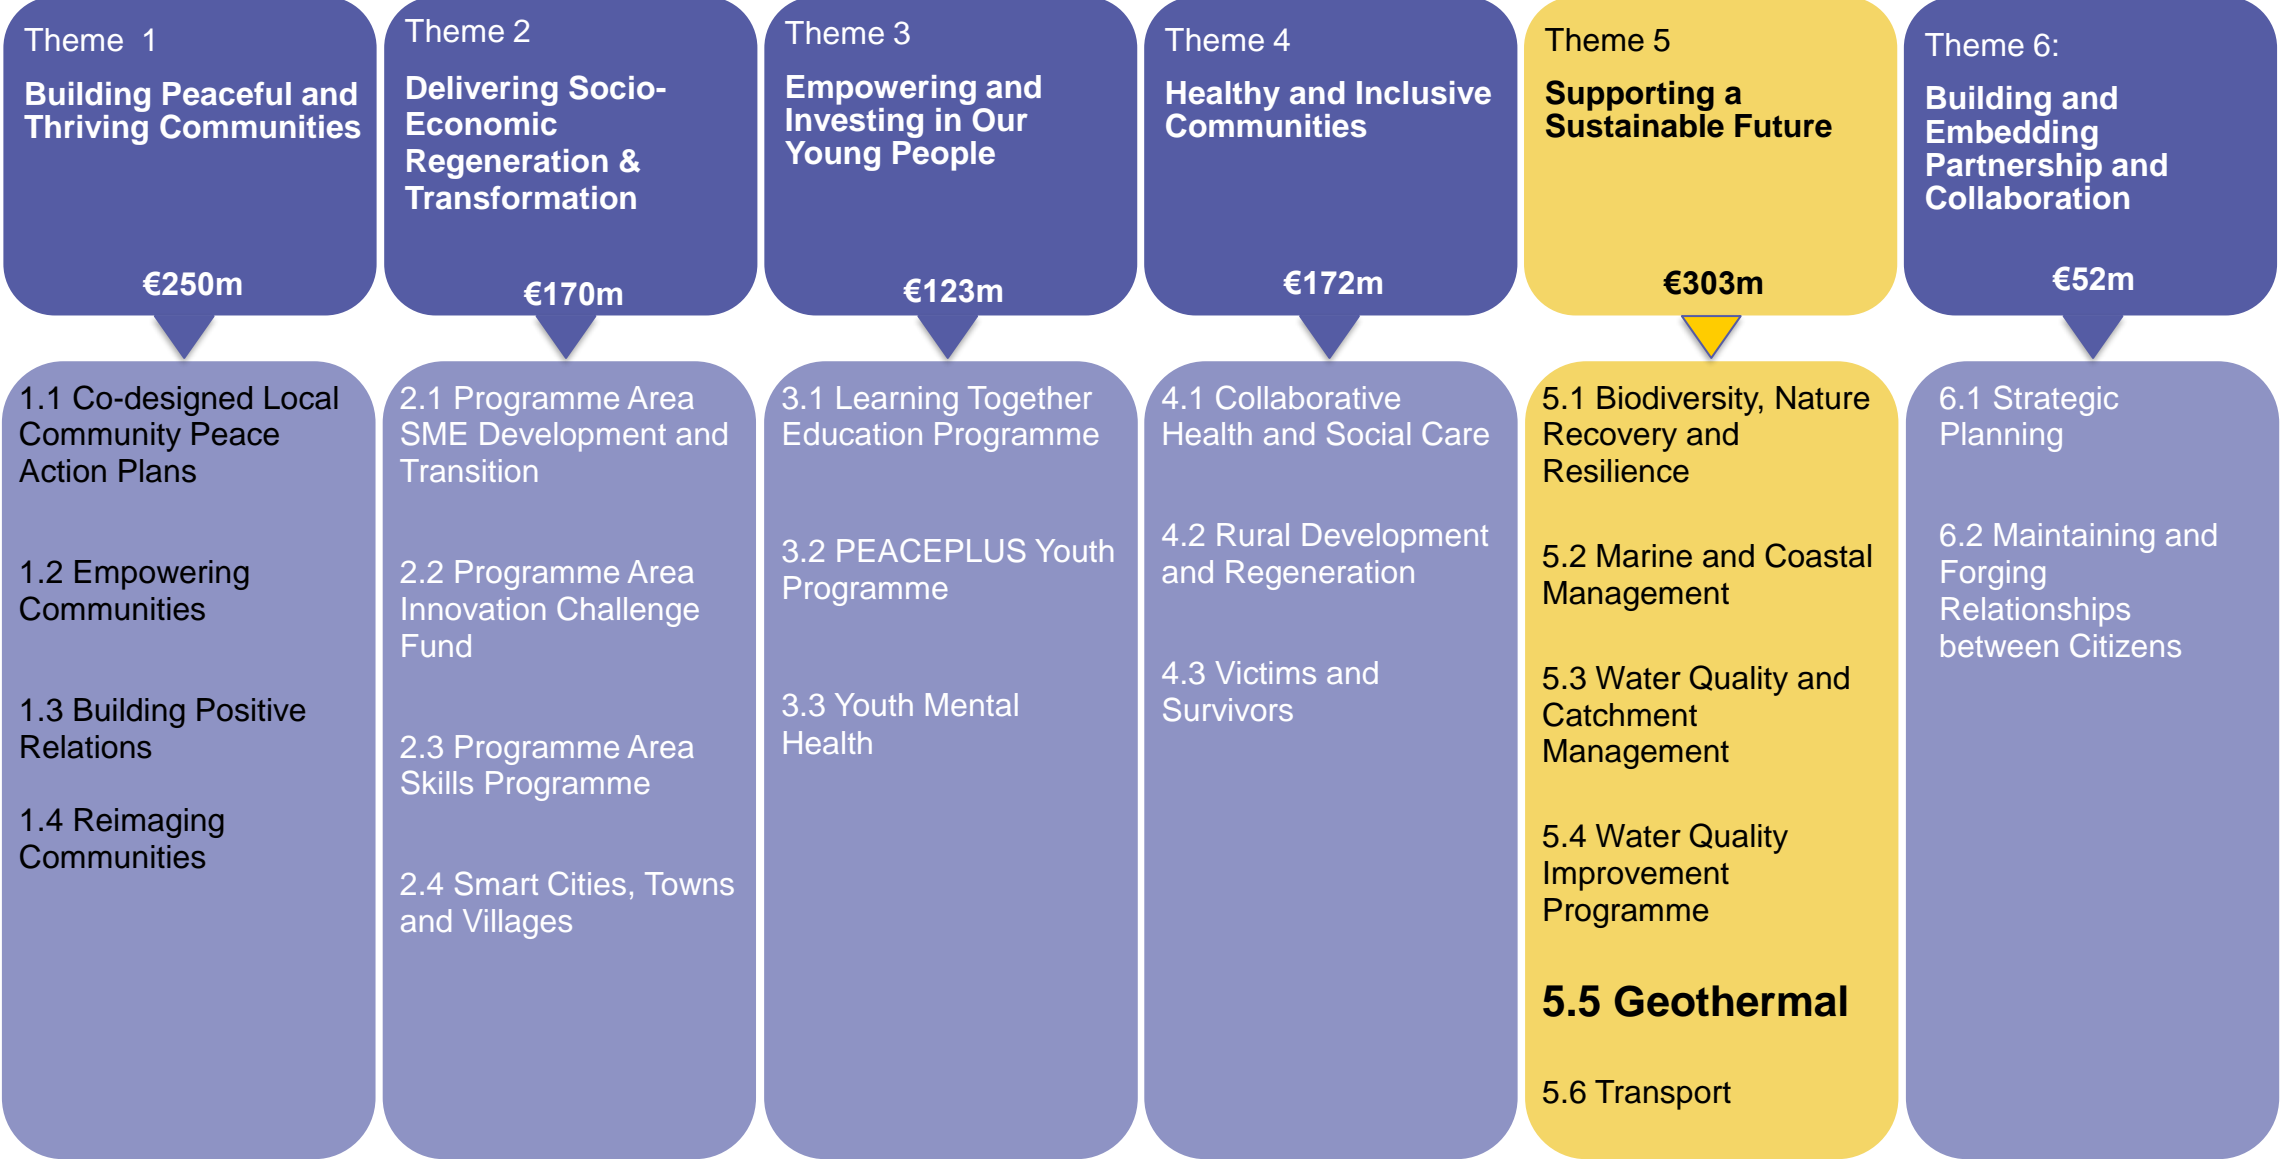 Theme 1
Building Peaceful and
Thriving Communities
€250m
1.1 Co-designed Local
Community Peace
Action Plans
1.2 Empowering
Communities
1.3 Building Positive
Relations
1.4 Reimaging
Communities
Theme 2
Delivering Socio-
Economic
Regeneration &
Transformation
€170m
2.1 Programme Area
SME Development and
Transition
2.2 Programme Area
Innovation Challenge
Fund
2.3 Programme Area
Skills Programme
2.4 Smart Cities, Towns
and Villages
Theme 3
Empowering and
Investing in Our
Young People
€123m
3.1 Learning Together
Education Programme
3.2 PEACEPLUS Youth
Programme
3.3 Youth Mental
Health
Theme 4
Healthy and Inclusive
Communities
€172m
4.1 Collaborative
Health and Social Care
4.2 Rural Development
and Regeneration
4.3 Victims and
Survivors
Theme 5
Supporting a
Sustainable Future
€303m
5.1 Biodiversity, Nature
Recovery and
Resilience
5.2 Marine and Coastal
Management
5.3 Water Quality and
Catchment
Management
5.4 Water Quality
Improvement
Programme
5.5 Geothermal
5.6 Transport
Theme 6:
Building and
Embedding
Partnership and
Collaboration
€52m
6.1 Strategic
Planning
6.2 Maintaining and
Forging
Relationships
between Citizens